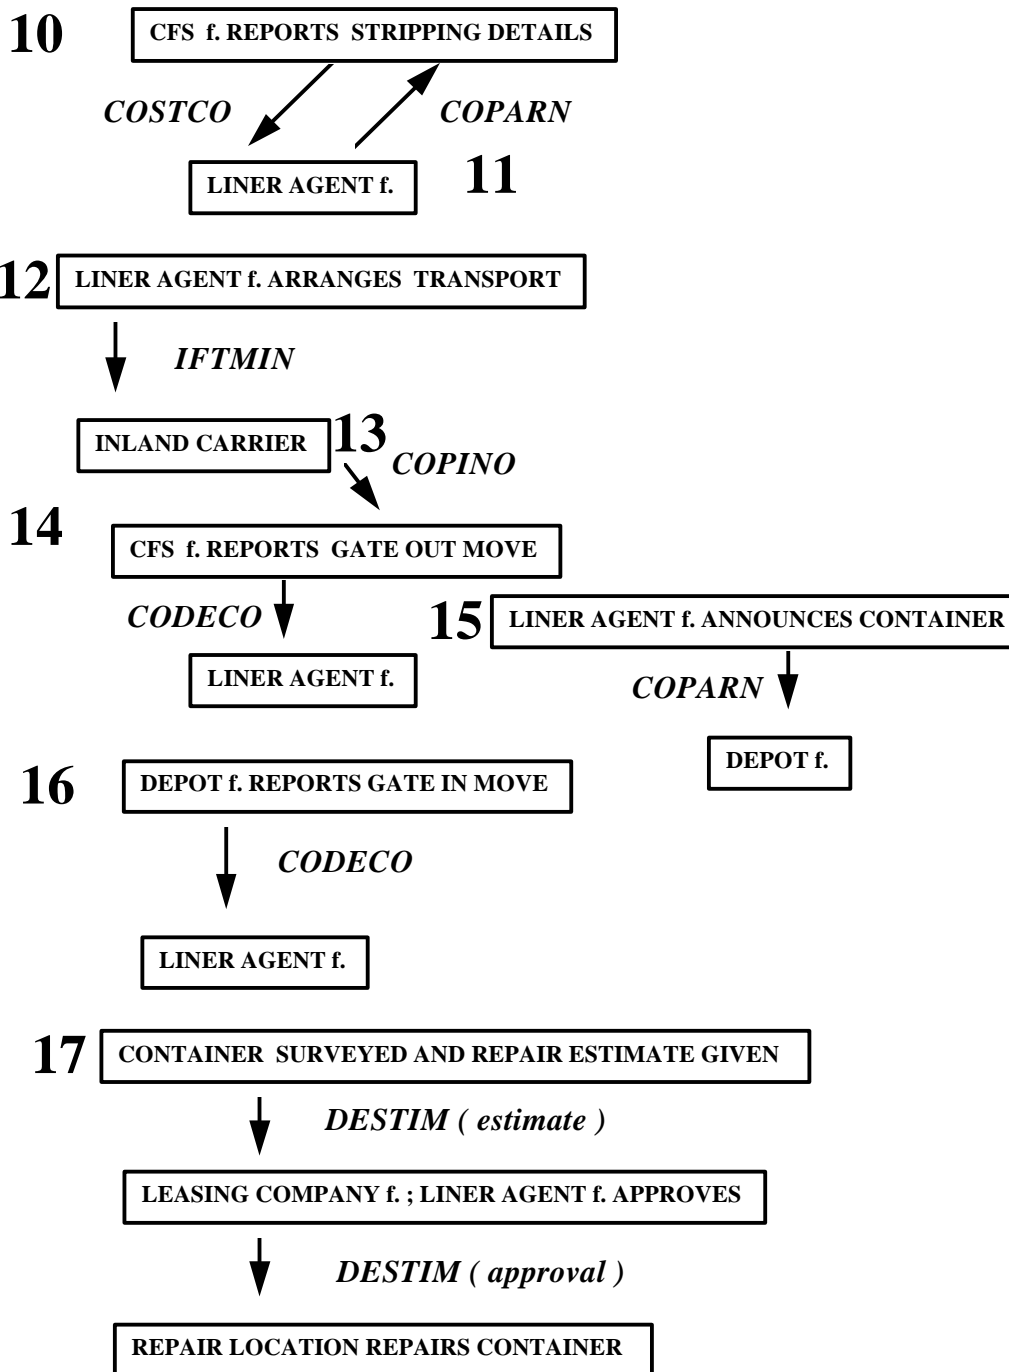 10
CFS f. REPORTS STRIPPING DETAILS
COSTCO
COPARN
LINER AGENT f.
11
12
LINER AGENT f. ARRANGES TRANSPORT
IFTMIN
INLAND CARRIER
13
COPINO
14
CFS f. REPORTS GATE OUT MOVE
CODECO
LINER AGENT f.
15
LINER AGENT f. ANNOUNCES CONTAINER
COPARN
DEPOT f.
16
DEPOT f. REPORTS GATE IN MOVE
CODECO
LINER AGENT f.
17
CONTAINER SURVEYED AND REPAIR ESTIMATE GIVEN
DESTIM ( estimate )
LEASING COMPANY f. ; LINER AGENT f. APPROVES
DESTIM ( approval )
REPAIR LOCATION REPAIRS CONTAINER